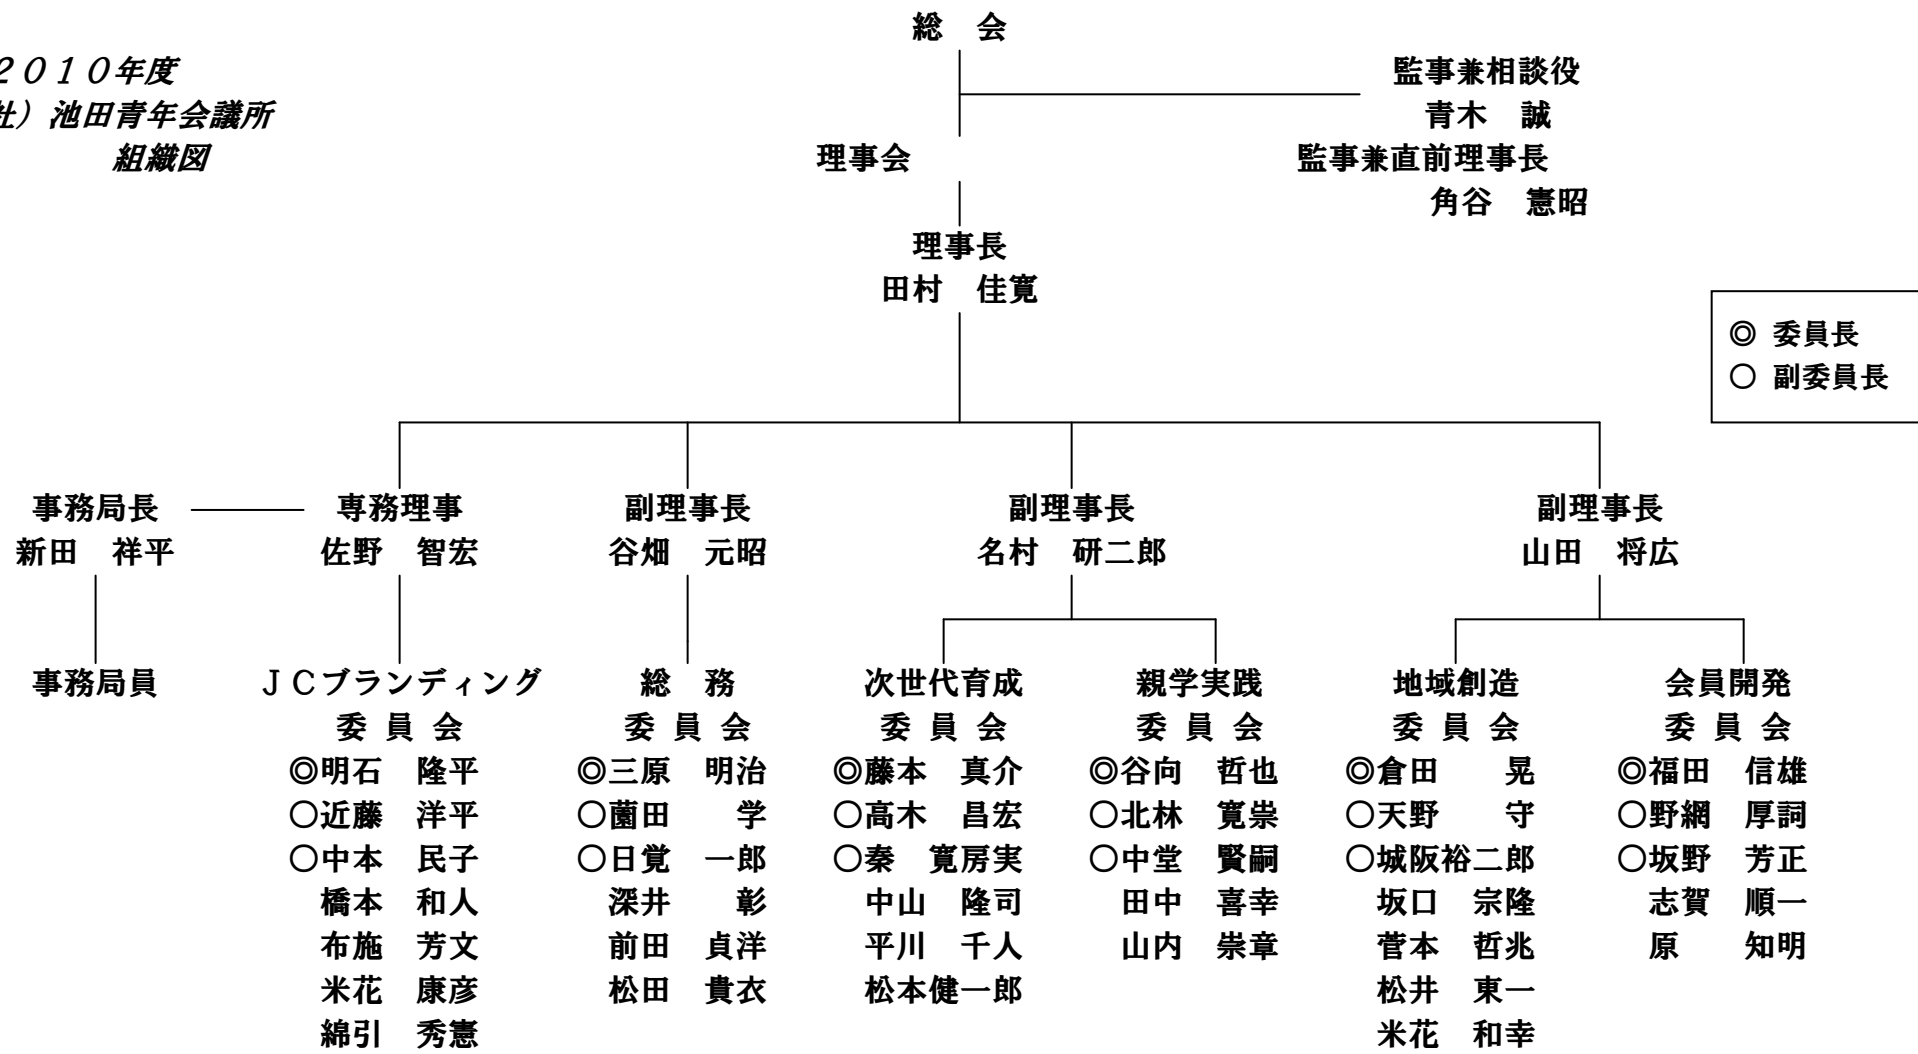 総　会
２０１０年度
社）池田青年会議所
組織図
監事兼相談役
青木　誠
理事会
監事兼直前理事長
角谷　憲昭
理事長
田村　佳寛
◎ 委員長
○ 副委員長
事務局長
新田　祥平
専務理事
佐野　智宏
副理事長
谷畑　元昭
副理事長
名村　研二郎
副理事長
山田　将広
事務局員
ＪＣブランディング
委 員 会
◎明石　隆平
○近藤　洋平
○中本　民子
橋本　和人
布施　芳文
米花　康彦
綿引　秀憲
総　務
委 員 会
◎三原　明治
○薗田　　学
○日覚　一郎
深井　　彰
前田　貞洋
松田　貴衣
次世代育成
委 員 会
◎藤本　真介
○高木　昌宏
○秦　寛房実
中山　隆司
平川　千人
松本健一郎
親学実践
委 員 会
◎谷向　哲也
○北林　寛崇
○中堂　賢嗣
田中　喜幸
山内　崇章
地域創造
委 員 会
◎倉田　　晃
○天野　　守
○城阪裕二郎
坂口　宗隆
菅本　哲兆
松井　東一
米花　和幸
会員開発
委 員 会
◎福田　信雄
○野網　厚詞
○坂野　芳正
志賀　順一
原　　知明